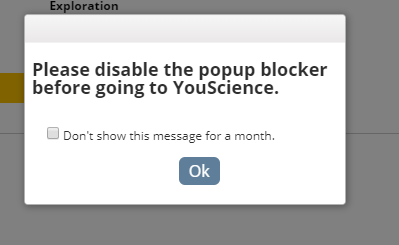 Exploration
Please disable the popup blocker
before going to YouScience.
Don't show this message for a month.
Ok